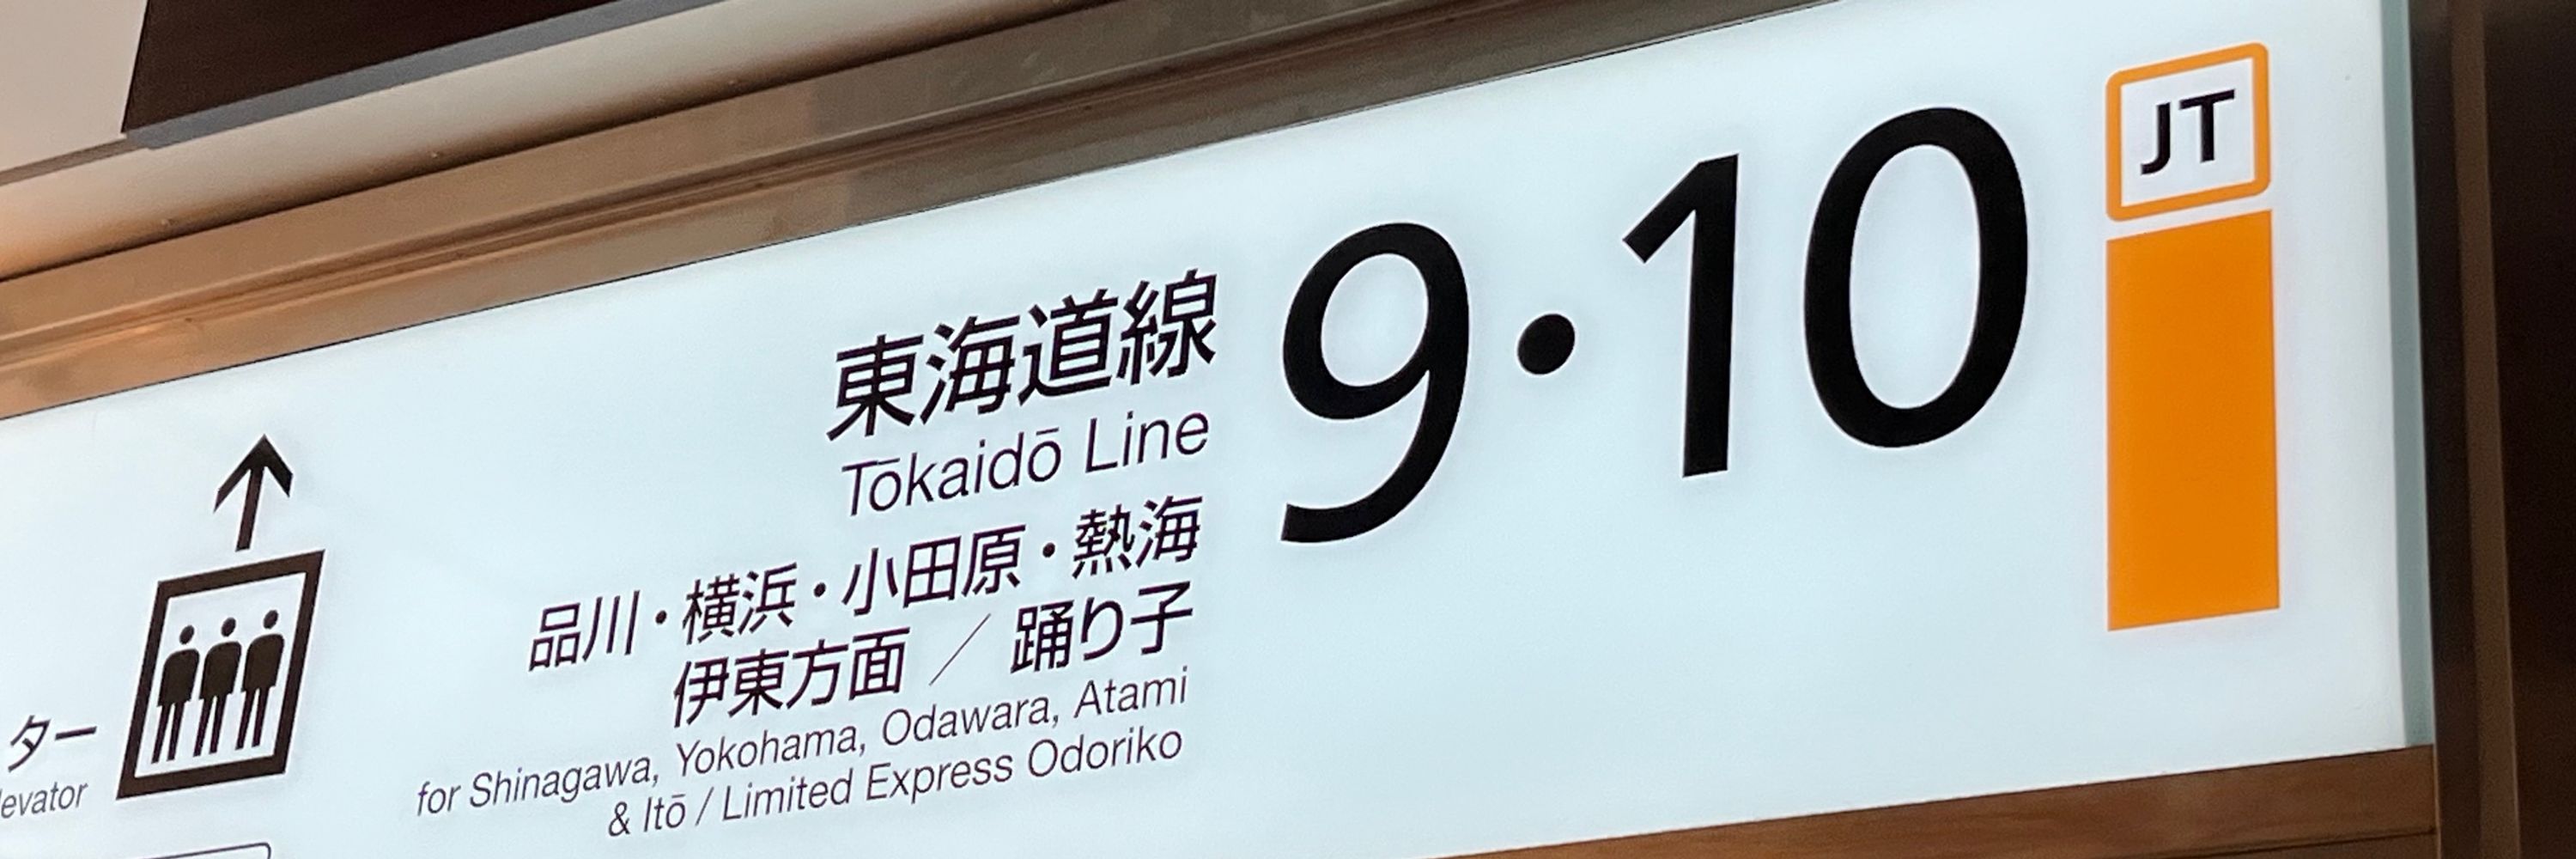 ター
levator
東海道線
Tōkaidō Line
品川・横浜・小田原・熱海
伊東方面 / 踊り子
for Shinagawa, Yokohama, Odawara, Atami
& Itō / Limited Express Odoriko
9・10
JT